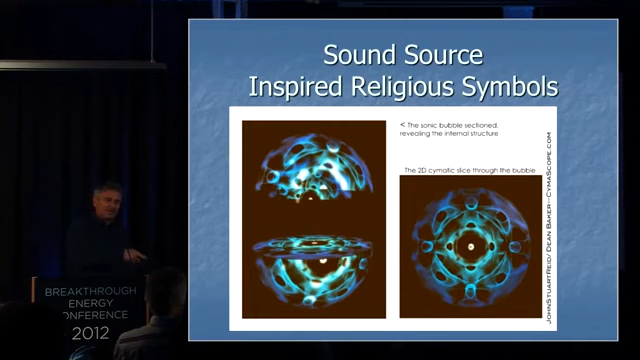 Sound Source
Inspired Religious Symbols
< The sonic bubble sectioned,
revealing the internal structure
The 2D cymatic slice through the bubble
JohnStuartReid/ Dean Baker--CymaScope.com
BREAKTHROUGH
ENERGY
CONFERENCE
2012